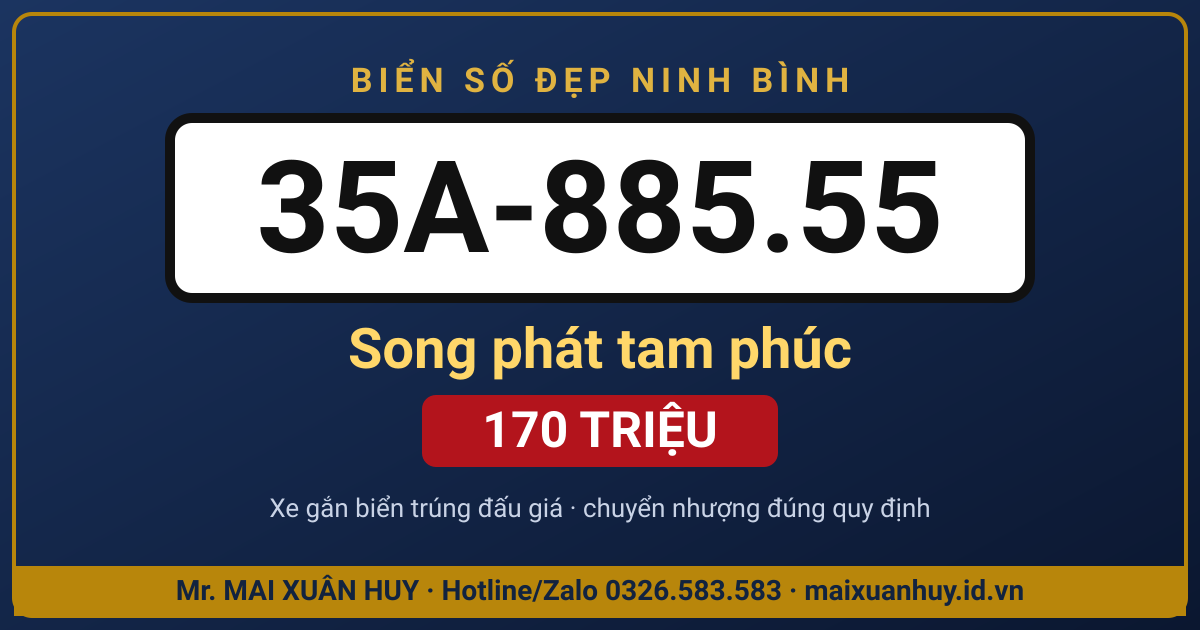 BIỂN SỐ ĐẸP NINH BÌNH
35A-885.55
Song phát tam phúc
170 TRIỆU
Xe gắn biển trúng đấu giá · chuyển nhượng đúng quy định
Mr. MAI XUÂN HUY · Hotline/Zalo 0326.583.583 · maixuanhuy.id.vn